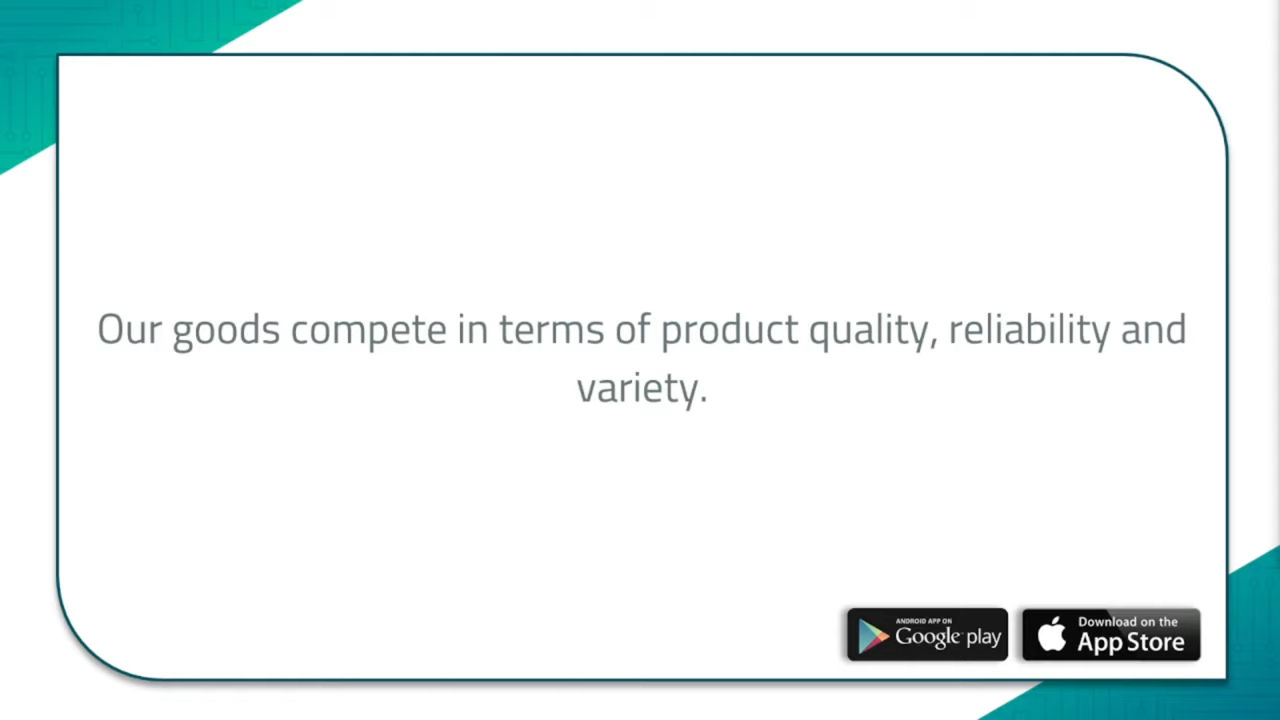 Our goods compete in terms of product quality, reliability and
variety.
ANDROID APP ON
Google play
Download on the
App Store